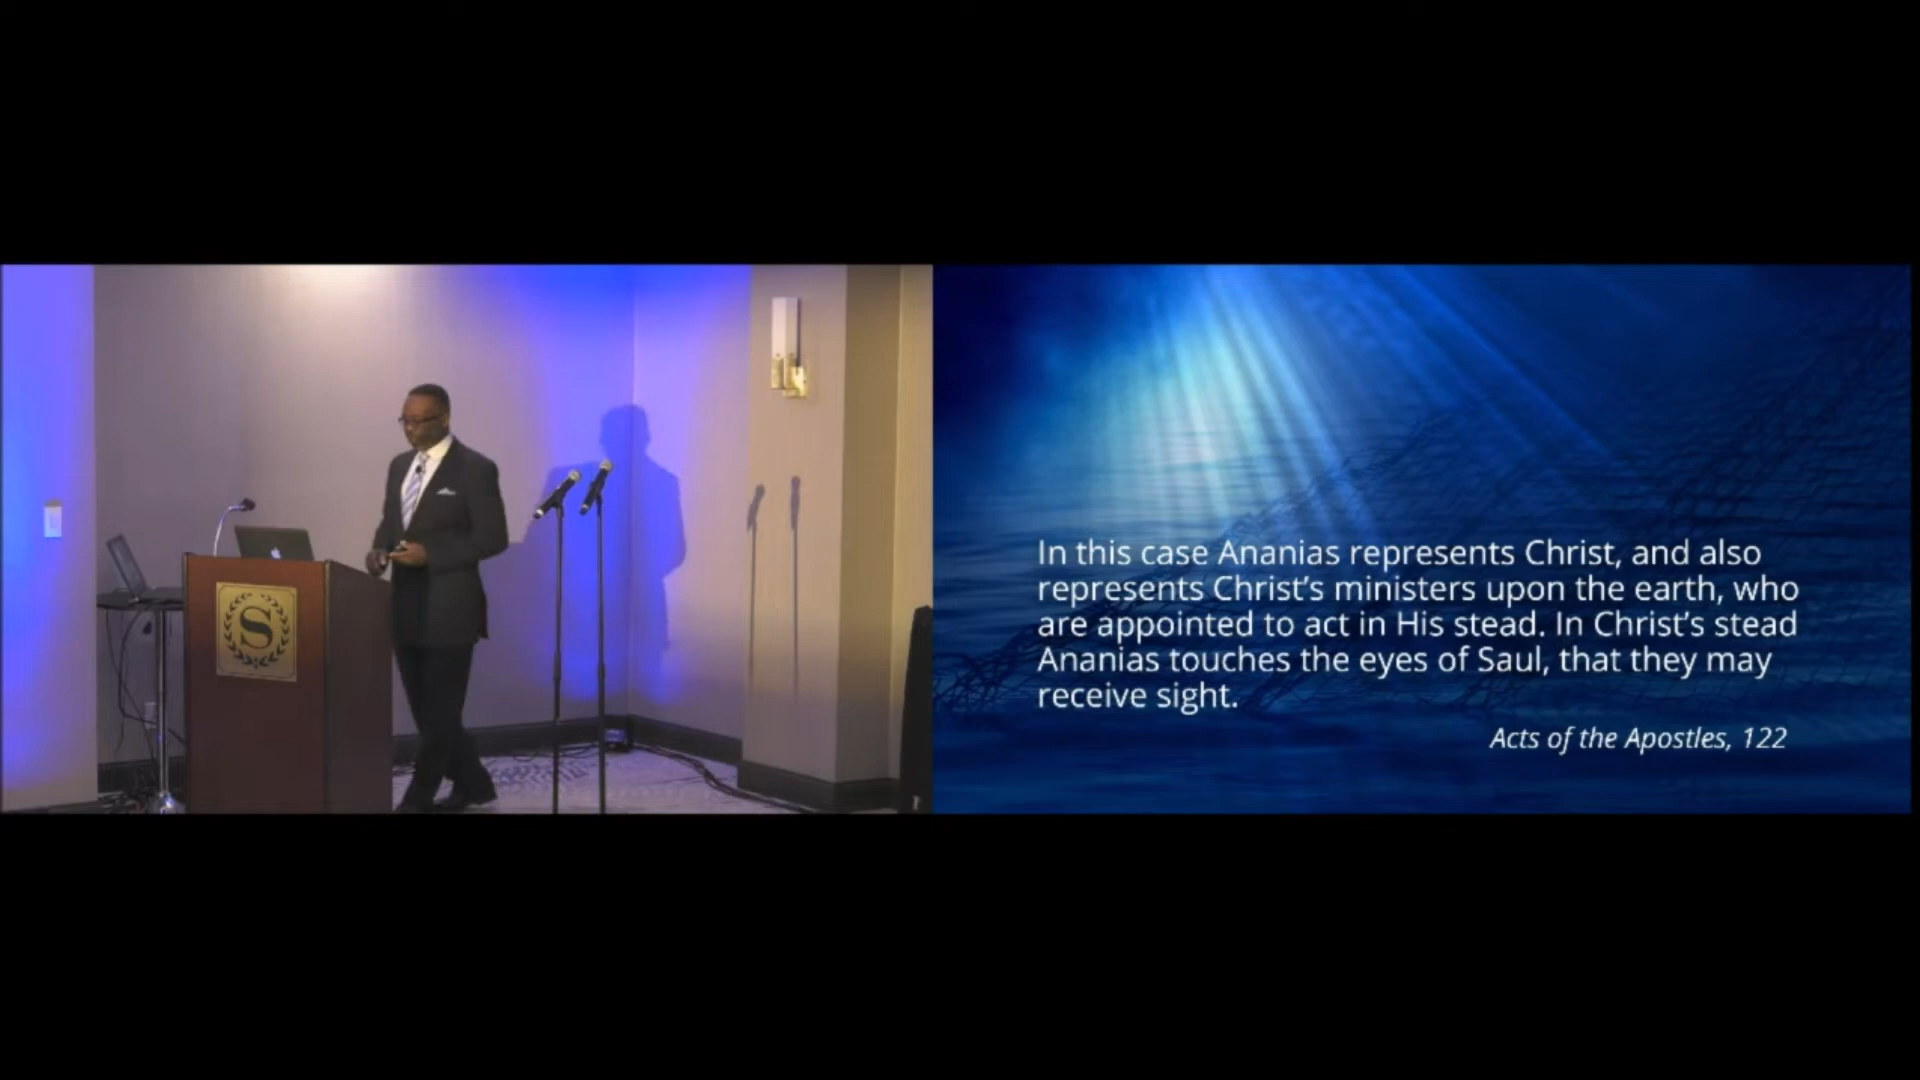 S
In this case Ananias represents Christ, and also
represents Christ’s ministers upon the earth, who
are appointed to act in His stead. In Christ’s stead
Ananias touches the eyes of Saul, that they may
receive sight.
Acts of the Apostles, 122